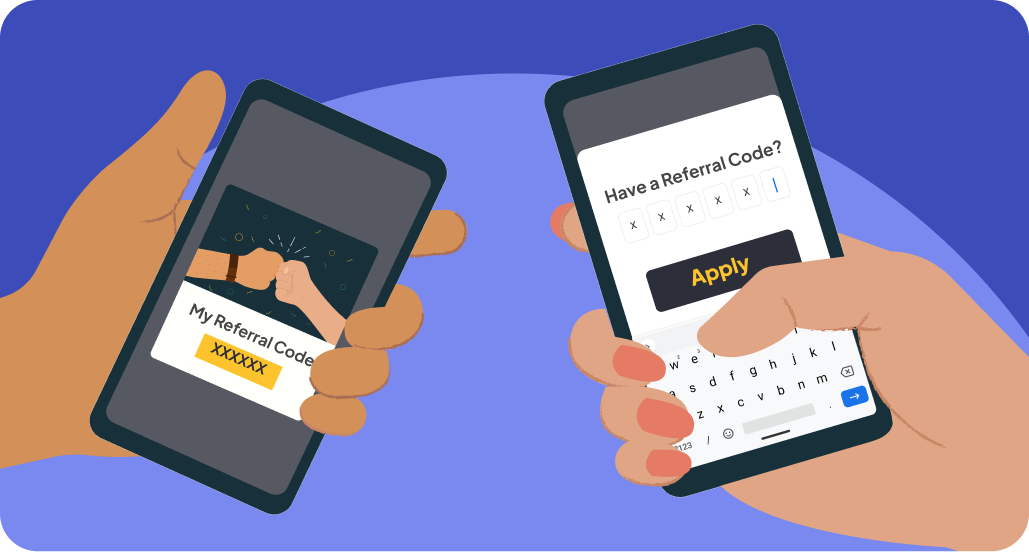 My Referral Code
XXXXXX
Have a Referral Code?
x x x x x
Apply
w e
s d f g h j k l
z x c v b n m
?123 / .